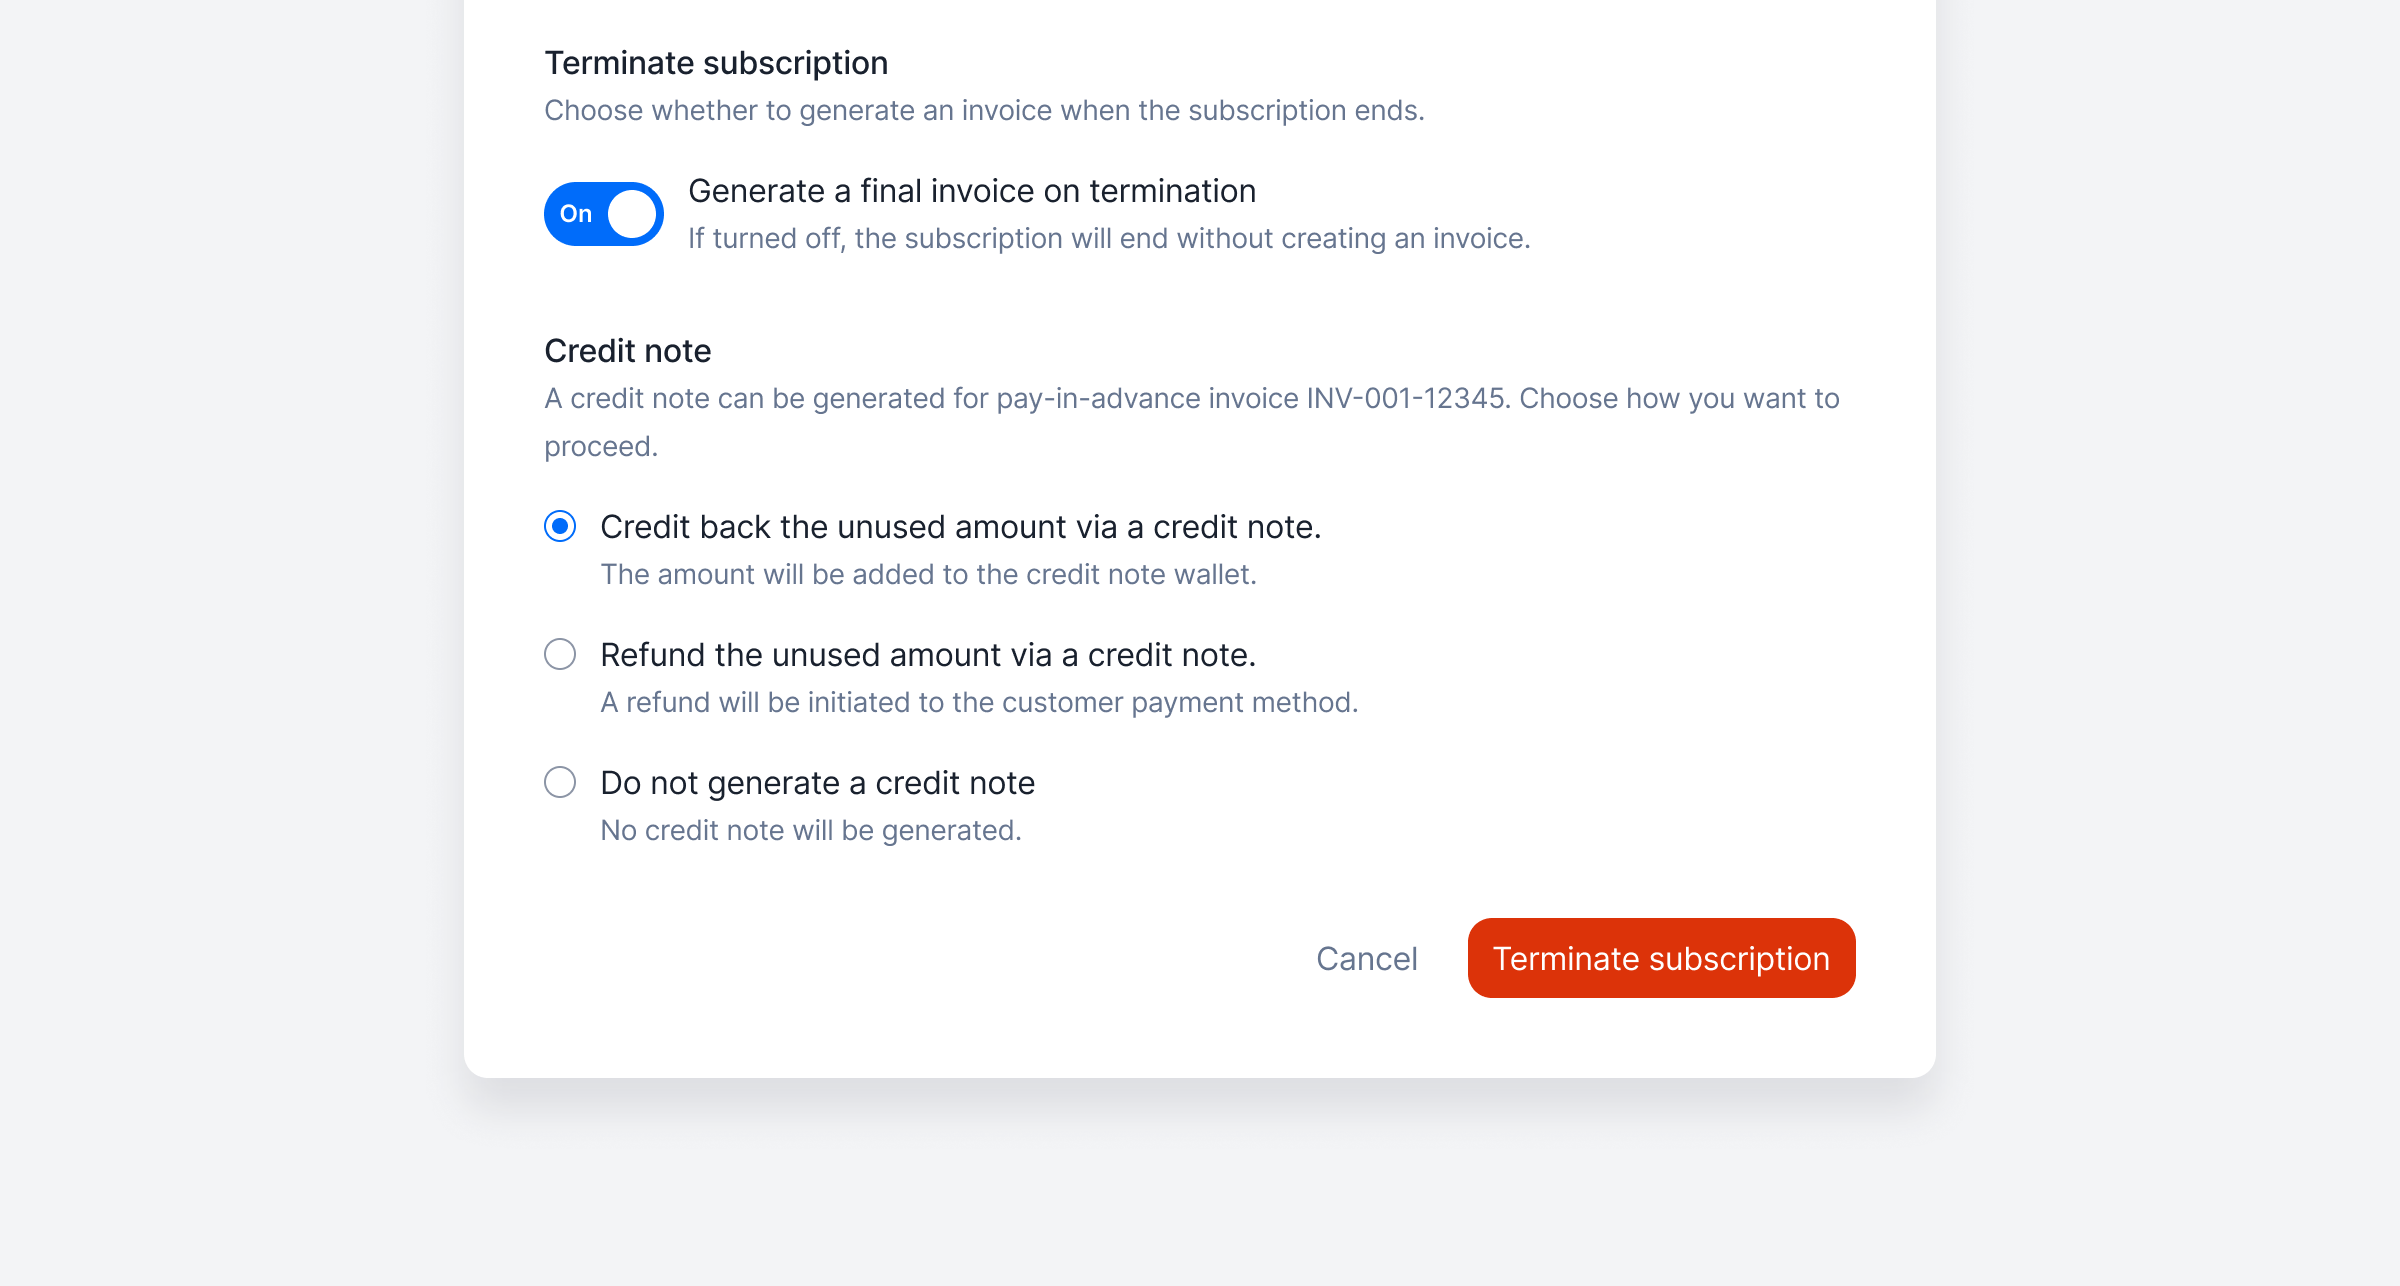 Terminate subscription
Choose whether to generate an invoice when the subscription ends.
On
Generate a final invoice on termination
If turned off, the subscription will end without creating an invoice.
Credit note
A credit note can be generated for pay-in-advance invoice INV-001-12345. Choose how you want to
proceed.
Credit back the unused amount via a credit note.
The amount will be added to the credit note wallet.
Refund the unused amount via a credit note.
A refund will be initiated to the customer payment method.
Do not generate a credit note
No credit note will be generated.
Cancel
Terminate subscription